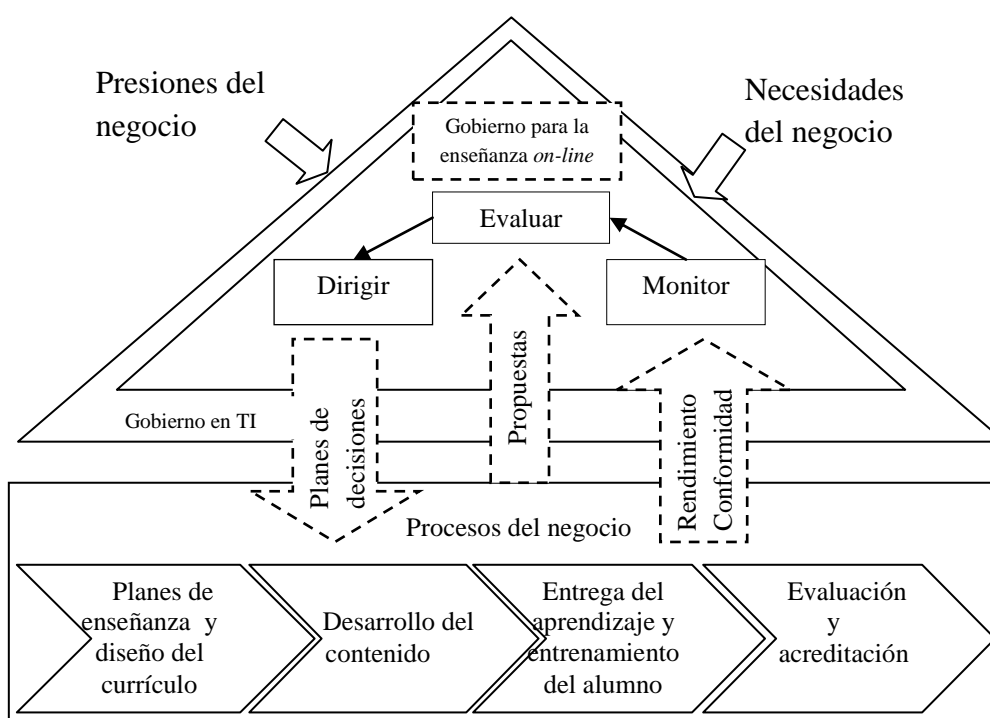 Presiones del
negocio
Necesidades
del negocio
Gobierno para la
enseñanza on-line
Evaluar
Dirigir
Monitor
Gobierno en TI
Planes de
decisiones
Propuestas
Rendimiento
Conformidad
Procesos del negocio
Planes de
enseñanza y
diseño del
currículo
Desarrollo del
contenido
Entrega del
aprendizaje y
entrenamiento
del alumno
Evaluación
y
acreditación